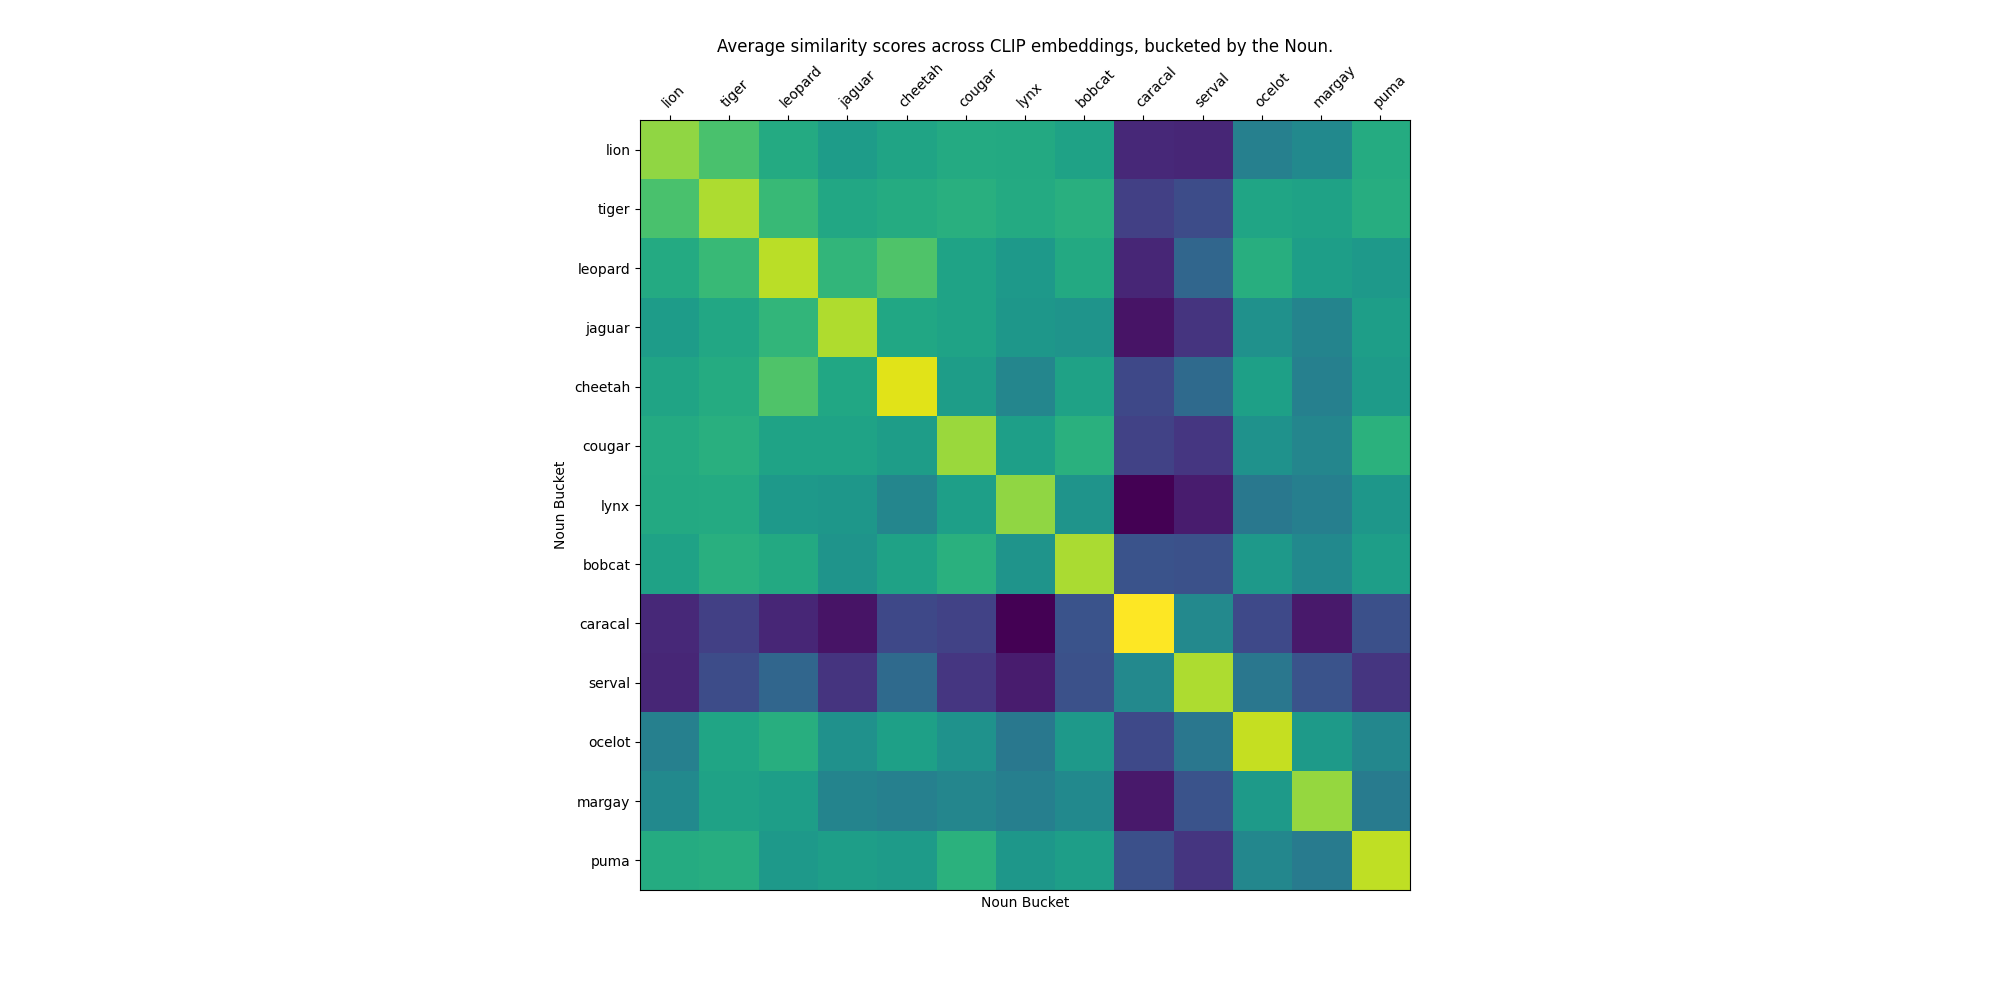 Average similarity scores across CLIP embeddings, bucketed by the Noun.
lion
tiger
leopard
jaguar
cheetah
cougar
lynx
bobcat
caracal
serval
ocelot
margay
puma
Noun Bucket
lion
tiger
leopard
jaguar
cheetah
cougar
lynx
bobcat
caracal
serval
ocelot
margay
puma
Noun Bucket